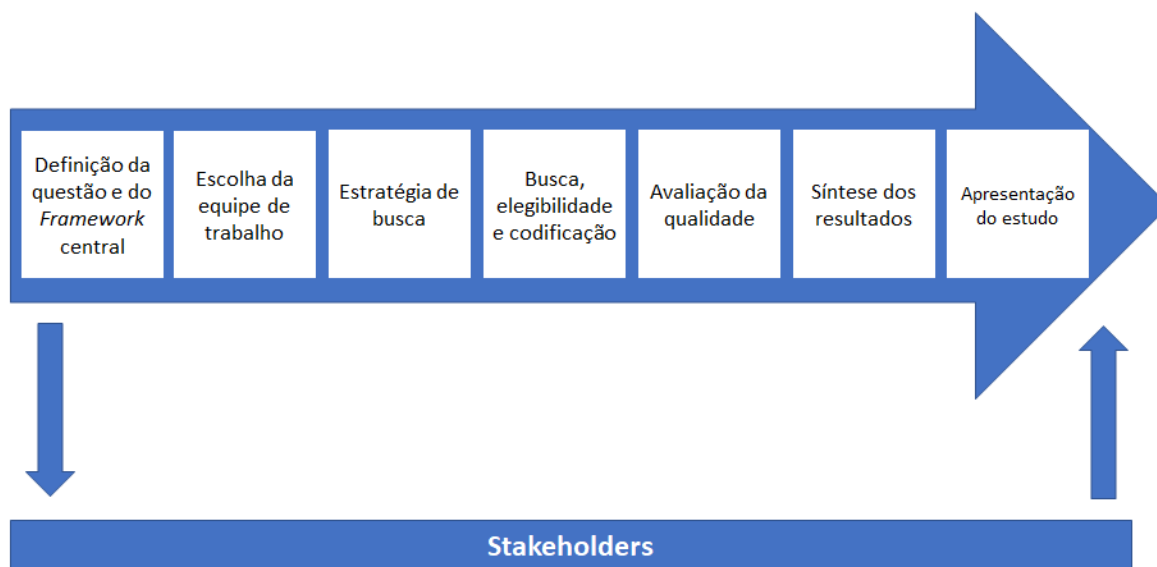 Definição da
questão e do
Framework
central
Escolha da
equipe de
trabalho
Estratégia de
busca
Busca,
elegibilidade
e codificação
Avaliação da
qualidade
Síntese dos
resultados
Apresentação
do estudo
Stakeholders